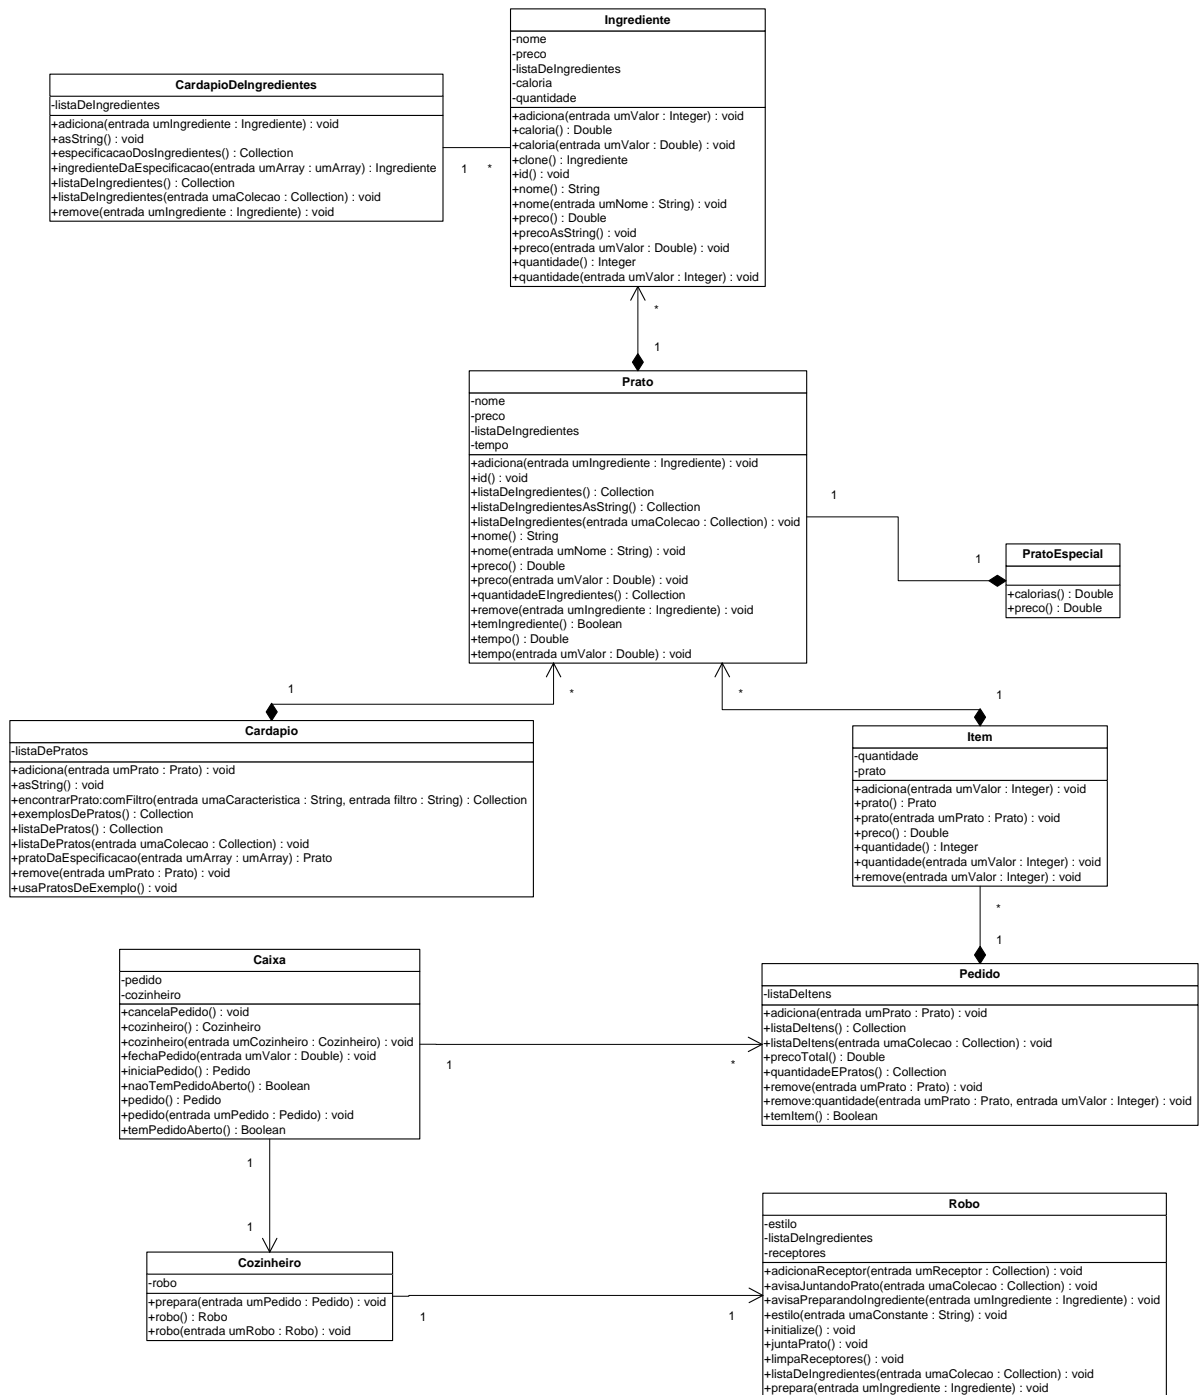 Ingrediente
-nome
-preco
-listaDeIngredientes
-caloria
-quantidade
+adiciona(entrada umValor : Integer) : void
+caloria() : Double
+caloria(entrada umValor : Double) : void
+clone() : Ingrediente
+id() : void
+nome() : String
+nome(entrada umNome : String) : void
+preco() : Double
+precoAsString() : void
+preco(entrada umValor : Double) : void
+quantidade() : Integer
+quantidade(entrada umValor : Integer) : void
CardapioDeIngredientes
-listaDeIngredientes
+adiciona(entrada umIngrediente : Ingrediente) : void
+asString() : void
+especificacaoDosIngredientes() : Collection
+ingredienteDaEspecificacao(entrada umArray : umArray) : Ingrediente
+listaDeIngredientes() : Collection
+listaDeIngredientes(entrada umaColecao : Collection) : void
+remove(entrada umIngrediente : Ingrediente) : void
1 *
*
1
Prato
-nome
-preco
-listaDeIngredientes
-tempo
+adiciona(entrada umIngrediente : Ingrediente) : void
+id() : void
+listaDeIngredientes() : Collection
+listaDeIngredientesAsString() : Collection
+listaDeIngredientes(entrada umaColecao : Collection) : void
+nome() : String
+nome(entrada umNome : String) : void
+preco() : Double
+preco(entrada umValor : Double) : void
+quantidadeEIngredientes() : Collection
+remove(entrada umIngrediente : Ingrediente) : void
+temIngrediente() : Boolean
+tempo() : Double
+tempo(entrada umValor : Double) : void
1
1
PratoEspecial
+calorias() : Double
+preco() : Double
1 *
* 1
Cardapio
-listaDePratos
+adiciona(entrada umPrato : Prato) : void
+asString() : void
+encontrarPrato:comFiltro(entrada umaCaracteristica : String, entrada filtro : String) : Collection
+exemplosDePratos() : Collection
+listaDePratos() : Collection
+listaDePratos(entrada umaColecao : Collection) : void
+pratoDaEspecificacao(entrada umArray : umArray) : Prato
+remove(entrada umPrato : Prato) : void
+usaPratosDeExemplo() : void
Item
-quantidade
-prato
+adiciona(entrada umValor : Integer) : void
+prato() : Prato
+prato(entrada umPrato : Prato) : void
+preco() : Double
+quantidade() : Integer
+quantidade(entrada umValor : Integer) : void
+remove(entrada umValor : Integer) : void
*
1
Caixa
-pedido
-cozinheiro
+cancelaPedido() : void
+cozinheiro() : Cozinheiro
+cozinheiro(entrada umCozinheiro : Cozinheiro) : void
+fechaPedido(entrada umValor : Double) : void
+iniciaPedido() : Pedido
+naoTemPedidoAberto() : Boolean
+pedido() : Pedido
+pedido(entrada umPedido : Pedido) : void
+temPedidoAberto() : Boolean
1 *
Pedido
-listaDeItens
+adiciona(entrada umPrato : Prato) : void
+listaDeItens() : Collection
+listaDeItens(entrada umaColecao : Collection) : void
+precoTotal() : Double
+quantidadeEPratos() : Collection
+remove(entrada umPrato : Prato) : void
+remove:quantidade(entrada umPrato : Prato, entrada umValor : Integer) : void
+temItem() : Boolean
1
1
Cozinheiro
-robo
+prepara(entrada umPedido : Pedido) : void
+robo() : Robo
+robo(entrada umRobo : Robo) : void
1 1
Robo
-estilo
-listaDeIngredientes
-receptores
+adicionaReceptor(entrada umReceptor : Collection) : void
+avisaJuntandoPrato(entrada umaColecao : Collection) : void
+avisaPreparandoIngrediente(entrada umIngrediente : Ingrediente) : void
+estilo(entrada umaConstante : String) : void
+initialize() : void
+juntaPrato() : void
+limpaReceptores() : void
+listaDeIngredientes(entrada umaColecao : Collection) : void
+prepara(entrada umIngrediente : Ingrediente) : void